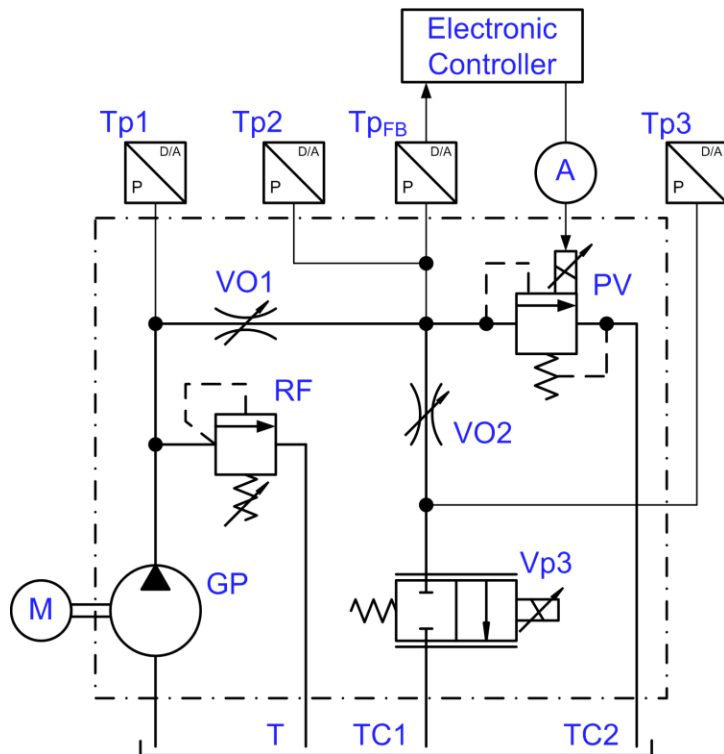 Electronic
Controller
Tp1
Tp2
TpFB
Tp3
D/A
P
D/A
P
D/A
P
D/A
P
A
VO1
PV
RF
VO2
GP
Vp3
M
T
TC1
TC2